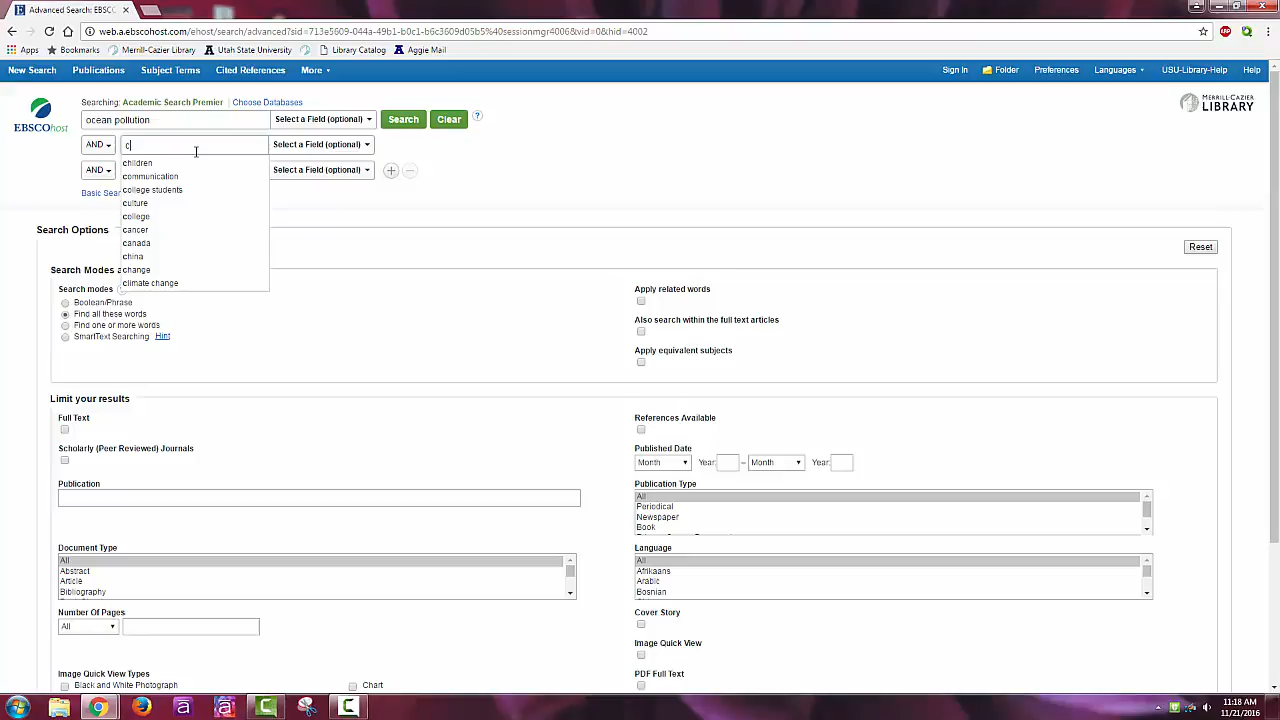 Advanced Search: EBSCO
web.a.ebscohost.com/ehost/search/advanced?sid=713e5609-044a-49b1-b0c1-b6c3609d05b5%40sessionmgr4006&vid=0&hid=4002
Apps Bookmarks Merrill-Cazier Library Utah State University Library Catalog Aggie Mail
New Search Publications Subject Terms Cited References More Sign In Folder Preferences Languages USU-Library-Help Help
Searching: Academic Search Premier Choose Databases
EBSCOhost
MERRILL-CAZIER
LIBRARY
ocean pollution Select a Field (optional) Search Clear ?
AND c Select a Field (optional)
children
AND Select a Field (optional)
communication
college students
Basic Sear
culture
college
cancer
canada
china
change
climate change
Search Options
Reset
Search Modes a
Search modes
Boolean/Phrase
Find all these words
Find one or more words
SmartText Searching Hint
Apply related words
Also search within the full text articles
Apply equivalent subjects
Limit your results
Full Text
References Available
Scholarly (Peer Reviewed) Journals
Published Date
Month Year: – Month Year:
Publication
Publication Type
All
Periodical
Newspaper
Book
Document Type
All
Abstract
Article
Bibliography
Language
All
Afrikaans
Arabic
Bosnian
Number Of Pages
All
Cover Story
Image Quick View
Image Quick View Types
Black and White Photograph Chart
PDF Full Text
11:18 AM
11/21/2016